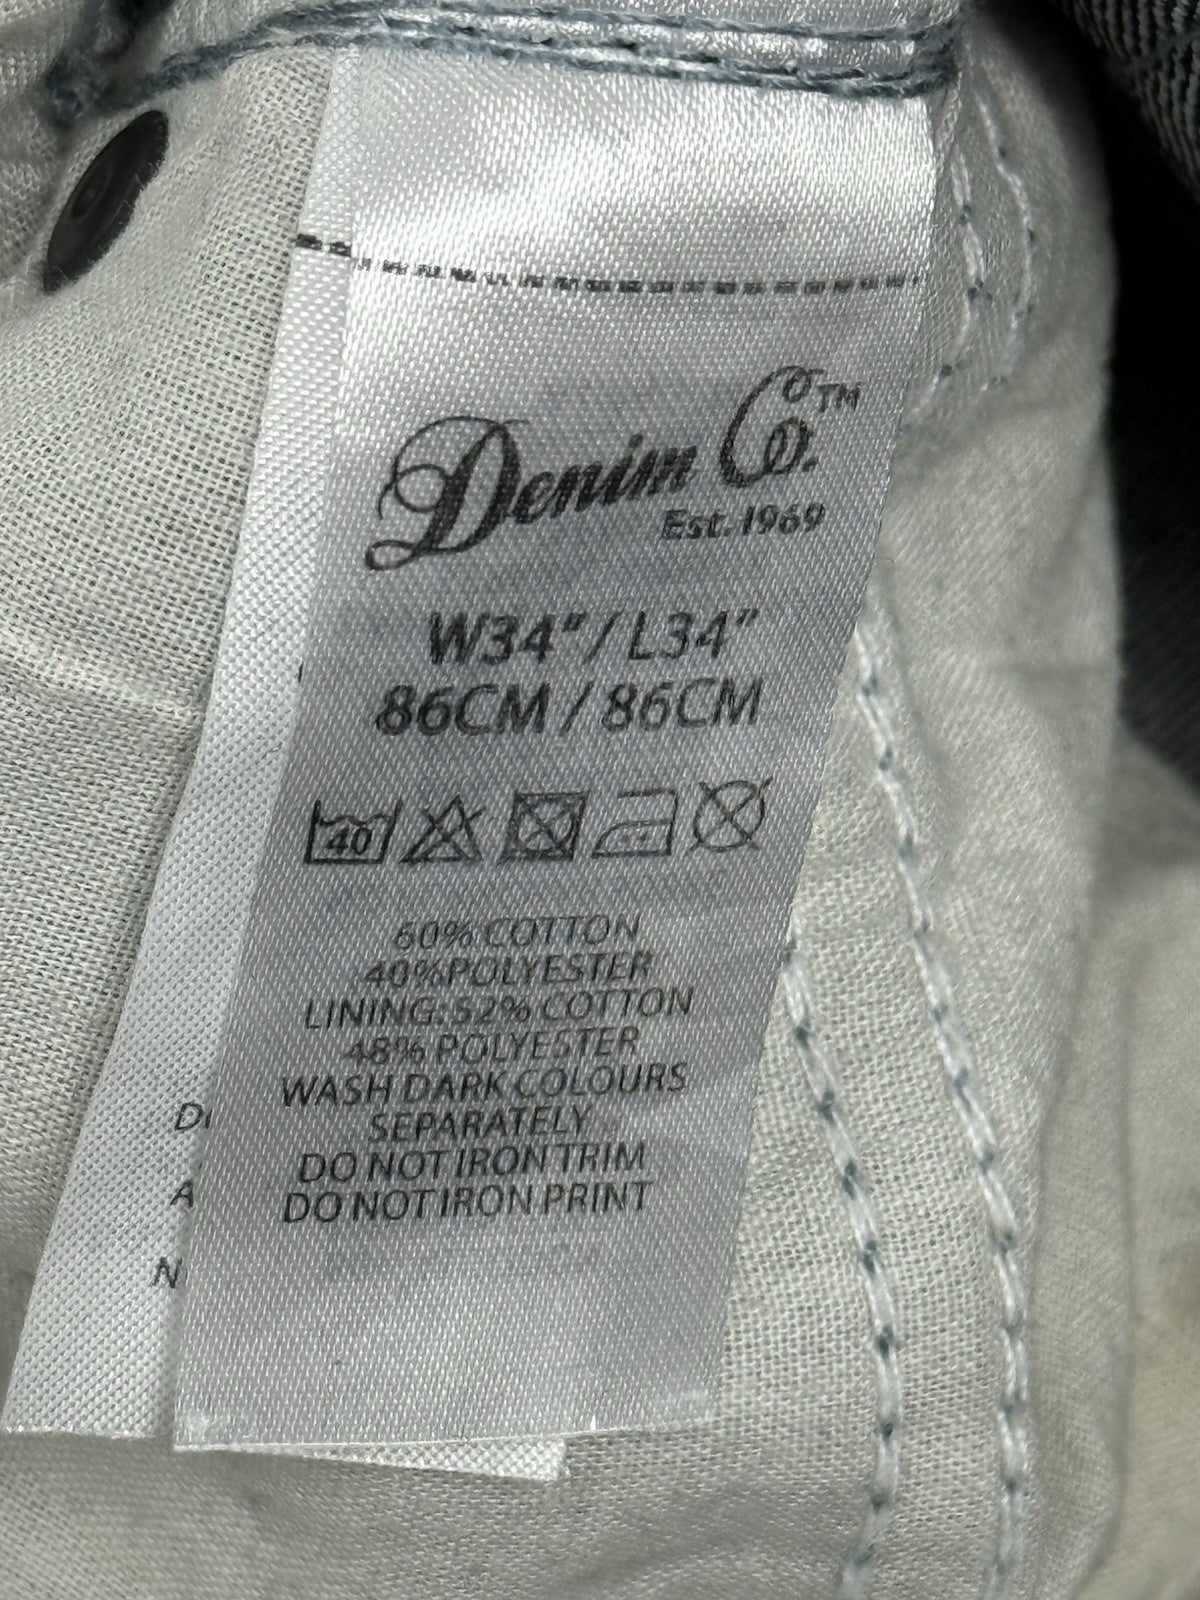 Denim Co.™
Est. 1969
W34"/L34"
86CM / 86CM
40
60% COTTON
40%POLYESTER
LINING: 52% COTTON
48% POLYESTER
WASH DARK COLOURS
SEPARATELY
DO NOT IRON TRIM
DO NOT IRON PRINT
A
N